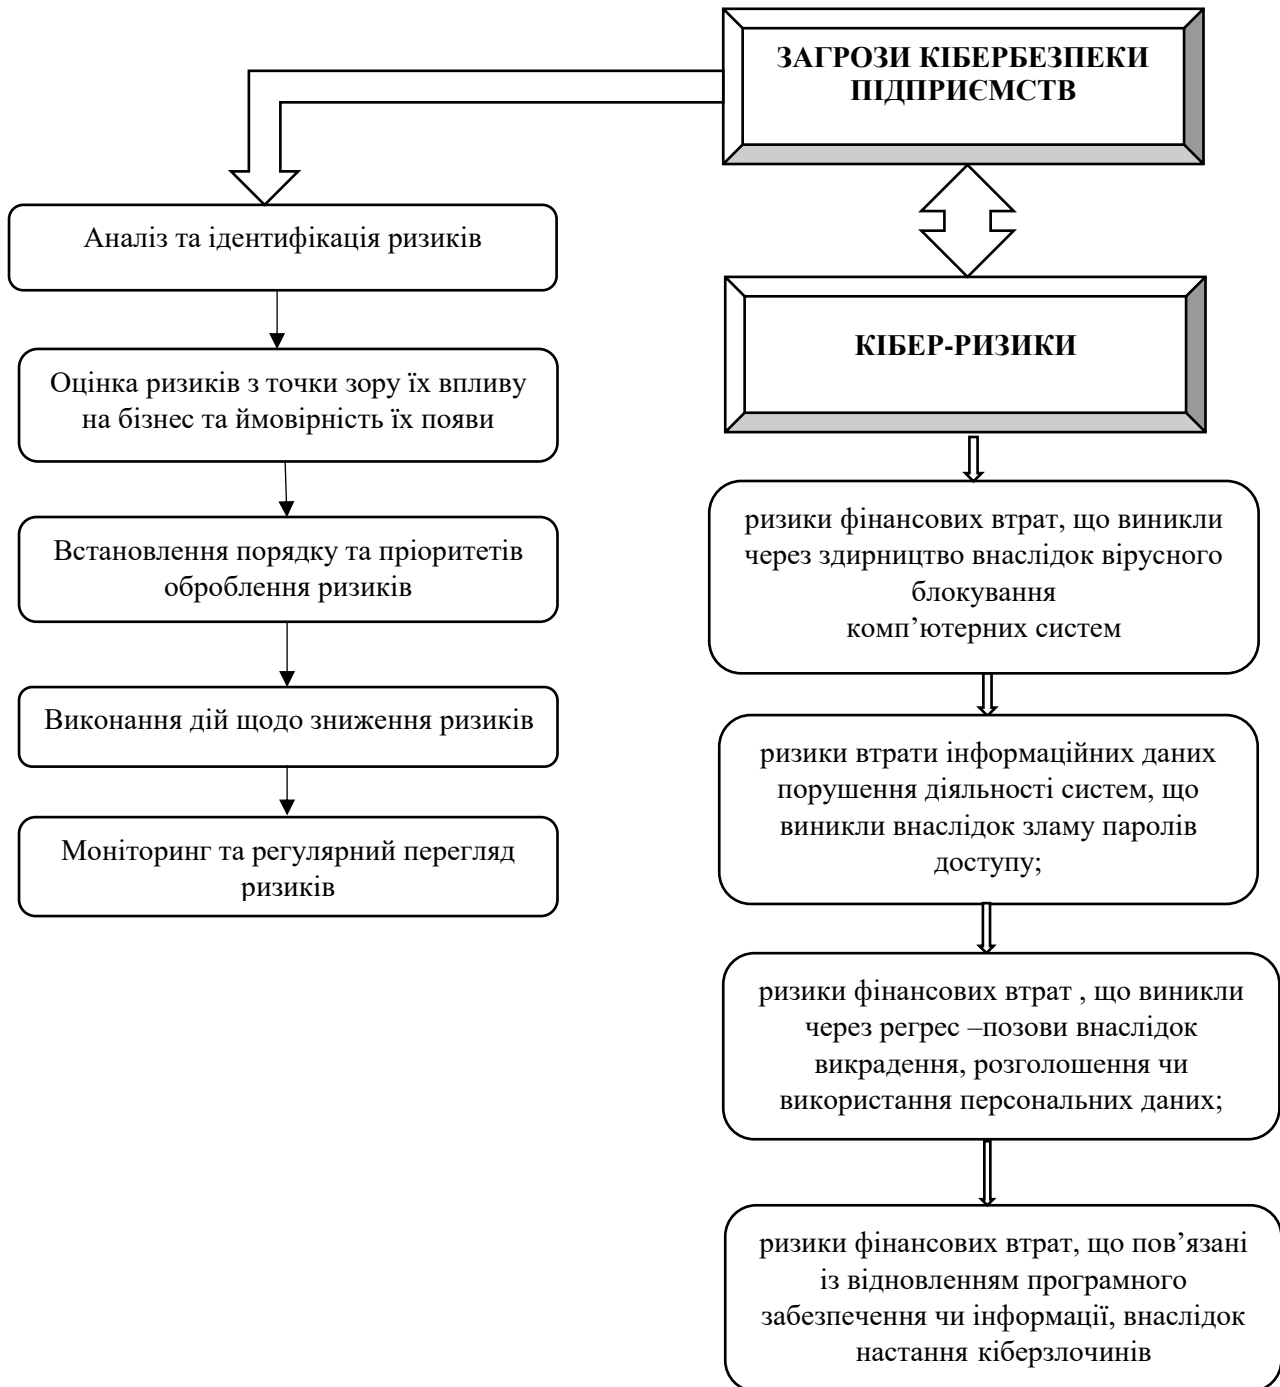 ЗАГРОЗИ КІБЕРБЕЗПЕКИ
ПІДПРИЄМСТВ
Аналіз та ідентифікація ризиків
Оцінка ризиків з точки зору їх впливу
на бізнес та ймовірність їх появи
Встановлення порядку та пріоритетів
оброблення ризиків
Виконання дій щодо зниження ризиків
Моніторинг та регулярний перегляд
ризиків
КІБЕР-РИЗИКИ
ризики фінансових втрат, що виникли
через здирництво внаслідок вірусного
блокування
комп’ютерних систем
ризики втрати інформаційних даних
порушення діяльності систем, що
виникли внаслідок зламу паролів
доступу;
ризики фінансових втрат , що виникли
через регрес –позови внаслідок
викрадення, розголошення чи
використання персональних даних;
ризики фінансових втрат, що пов’язані
із відновленням програмного
забезпечення чи інформації, внаслідок
настання кіберзлочинів